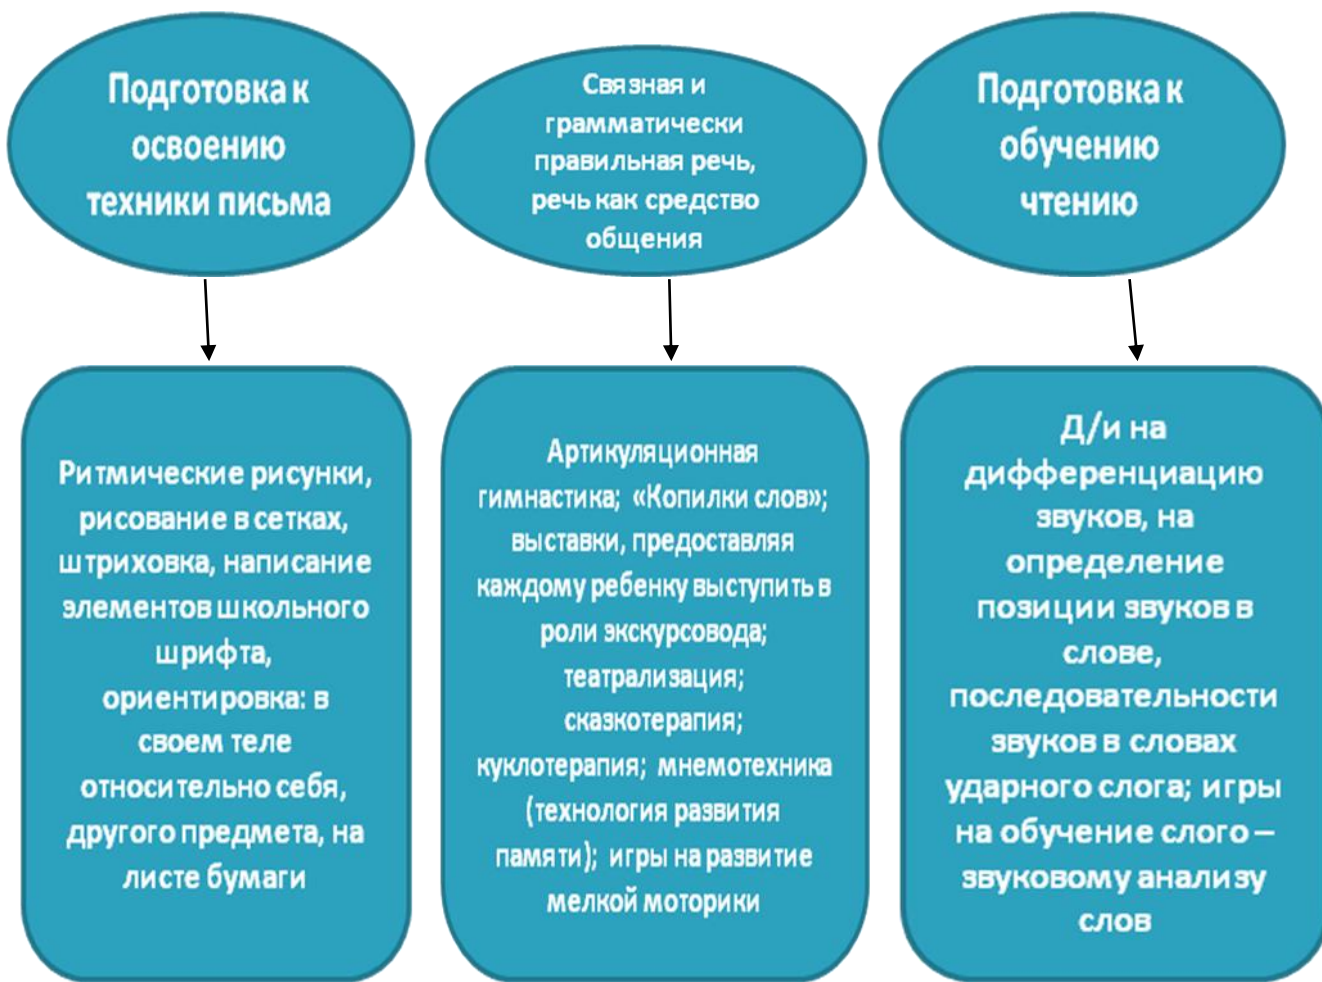 Подготовка к
освоению
техники письма
Связная и
грамматически
правильная речь,
речь как средство
общения
Подготовка к
обучению
чтению
Ритмические рисунки,
рисование в сетках,
штриховка, написание
элементов школьного
шрифта,
ориентировка: в
своем теле
относительно себя,
другого предмета, на
листе бумаги
Артикуляционная
гимнастика; «Копилки слов»;
выставки, предоставляя
каждому ребенку выступить в
роли экскурсовода;
театрализация;
сказкотерапия;
куклотерапия; мнемотехника
(технология развития
памяти); игры на развитие
мелкой моторики
Д/и на
дифференциацию
звуков, на
определение
позиции звуков в
слове,
последовательности
звуков в словах
ударного слога; игры
на обучение слого –
звуковому анализу
слов